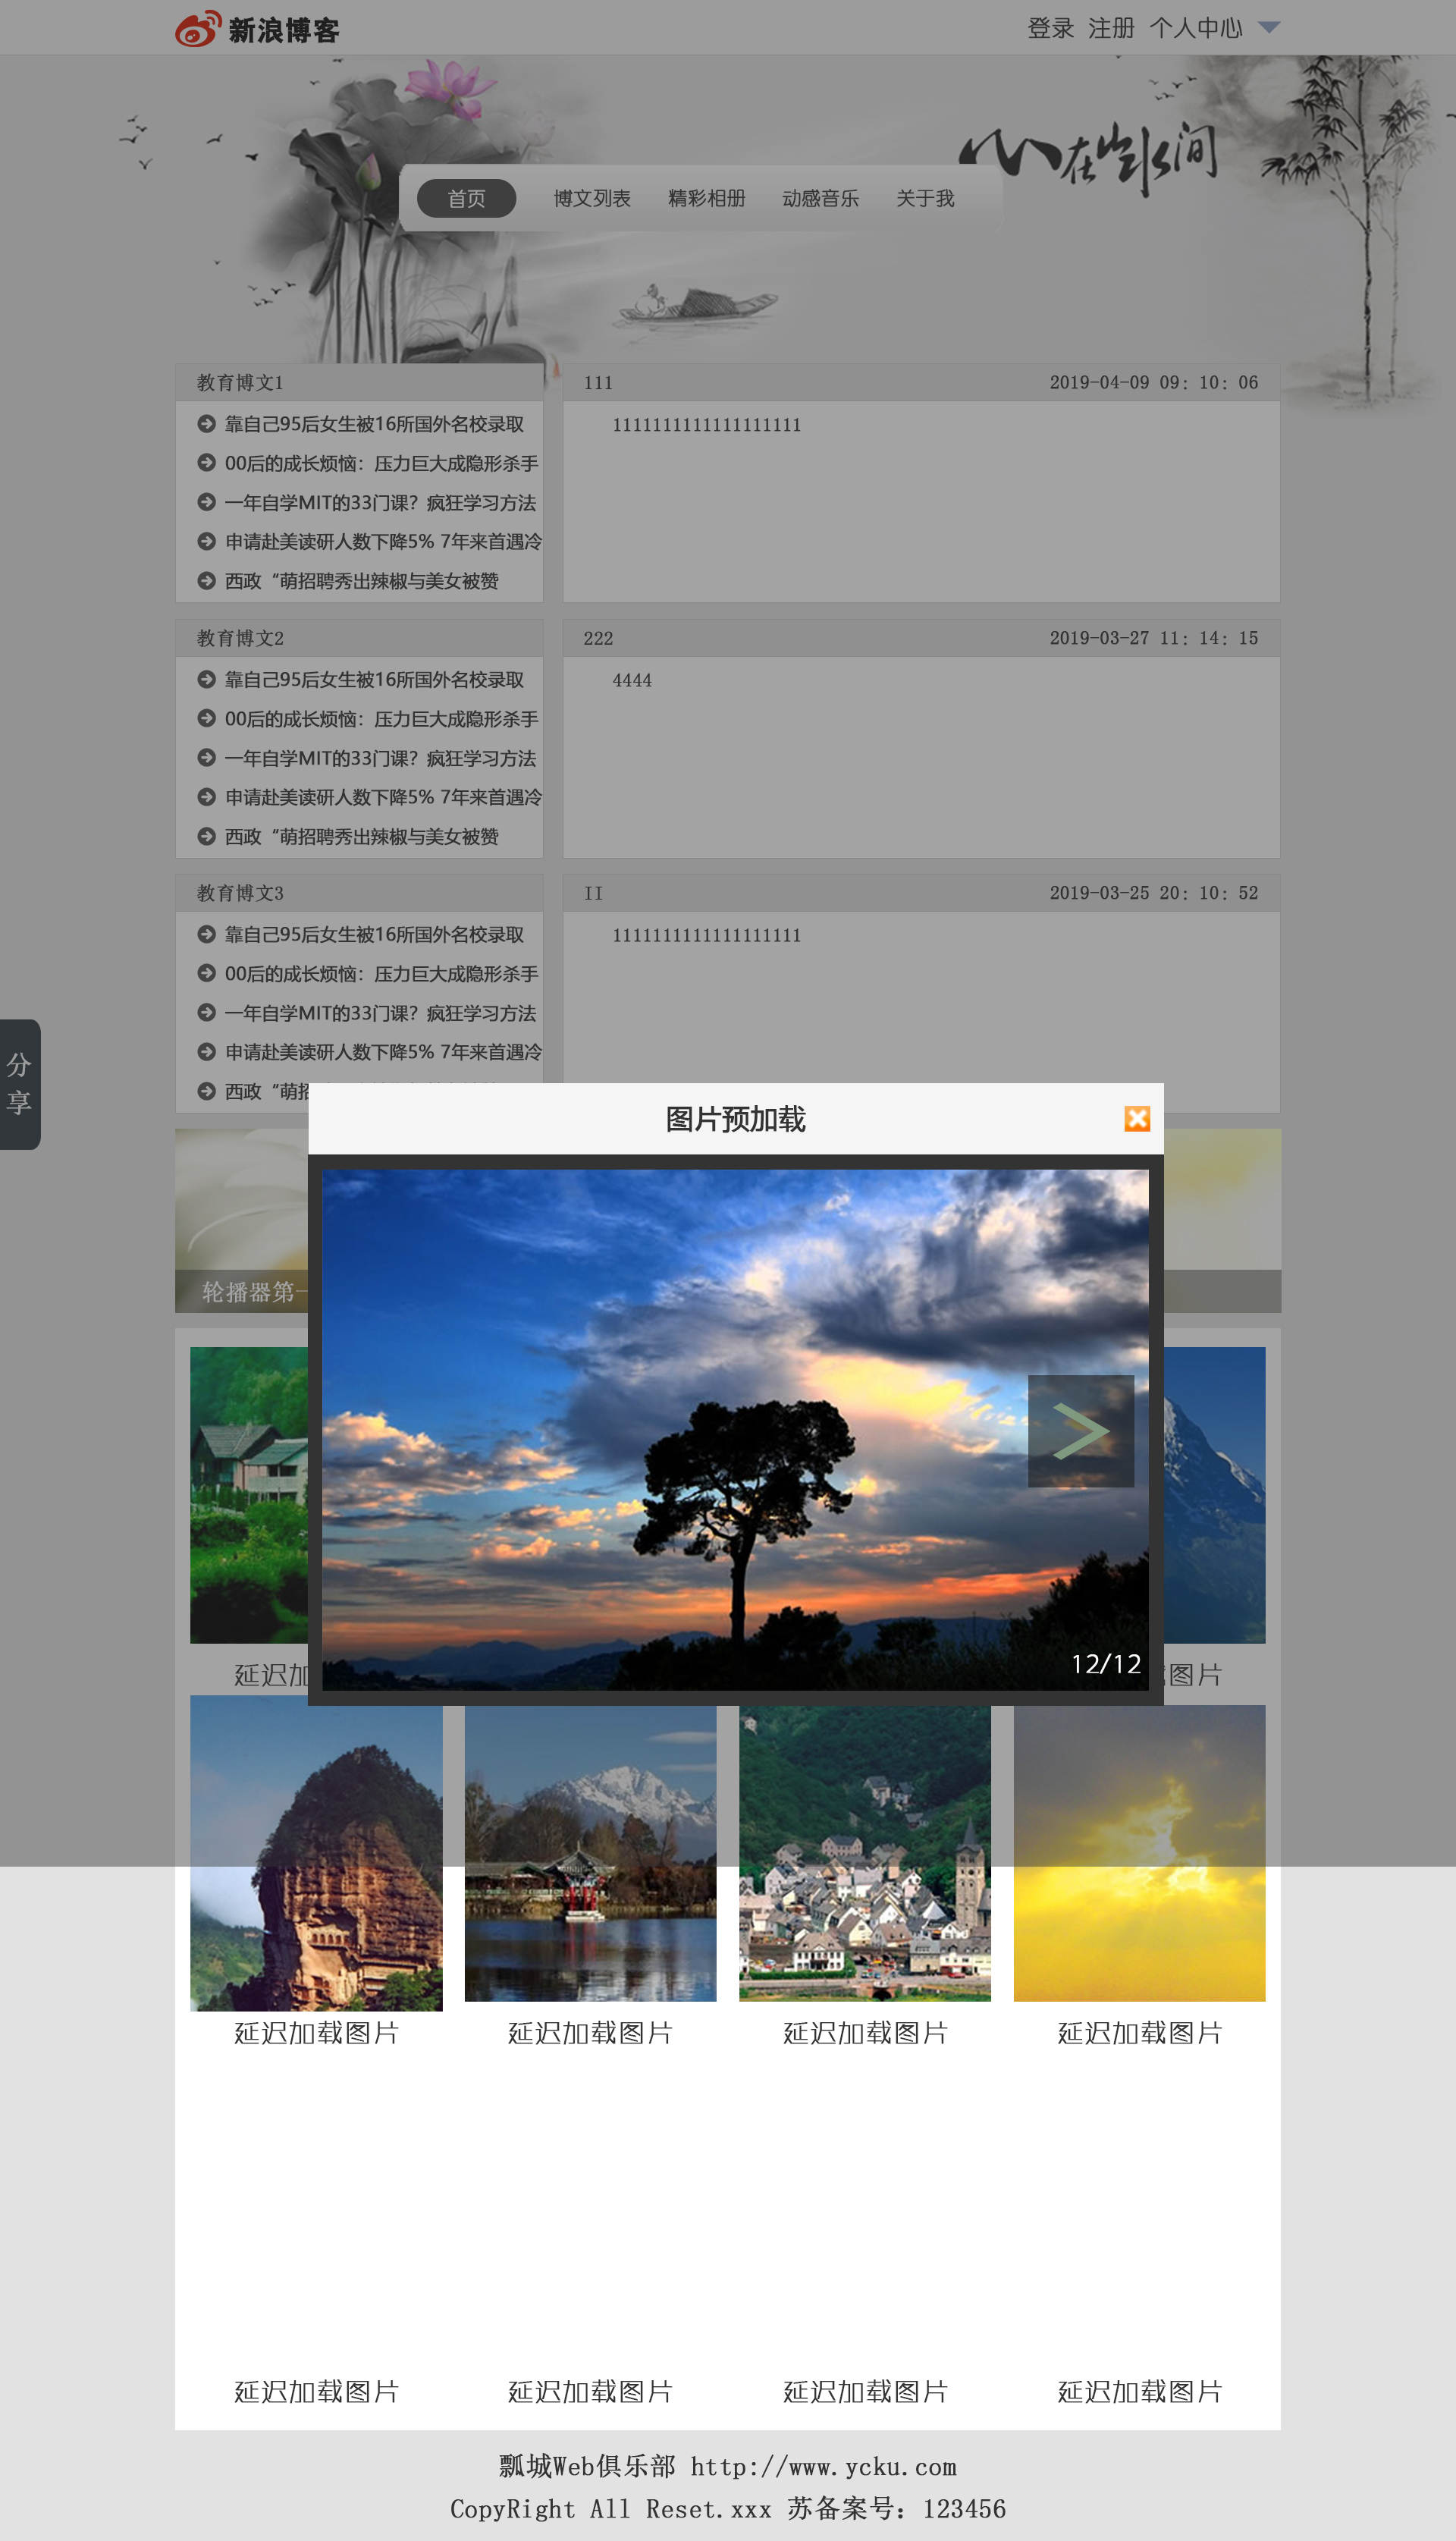 新浪博客
登录 注册 个人中心
心在山水间
首页 博文列表 精彩相册 动感音乐 关于我
教育博文1
靠自己95后女生被16所国外名校录取
00后的成长烦恼：压力巨大成隐形杀手
一年自学MIT的33门课？疯狂学习方法
申请赴美读研人数下降5% 7年来首遇冷
西政“萌招聘秀出辣椒与美女被赞
111 2019-04-09 09：10：06
1111111111111111111
教育博文2
靠自己95后女生被16所国外名校录取
00后的成长烦恼：压力巨大成隐形杀手
一年自学MIT的33门课？疯狂学习方法
申请赴美读研人数下降5% 7年来首遇冷
西政“萌招聘秀出辣椒与美女被赞
222 2019-03-27 11：14：15
4444
教育博文3
靠自己95后女生被16所国外名校录取
00后的成长烦恼：压力巨大成隐形杀手
一年自学MIT的33门课？疯狂学习方法
申请赴美读研人数下降5% 7年来首遇冷
西政“萌招
II 2019-03-25 20：10：52
1111111111111111111
分
享
图片预加载
轮播器第一
>
12/12
延迟加 图片
延迟加载图片 延迟加载图片 延迟加载图片 延迟加载图片
延迟加载图片 延迟加载图片 延迟加载图片 延迟加载图片
瓢城Web俱乐部 http://www.ycku.com
CopyRight All Reset.xxx 苏备案号：123456